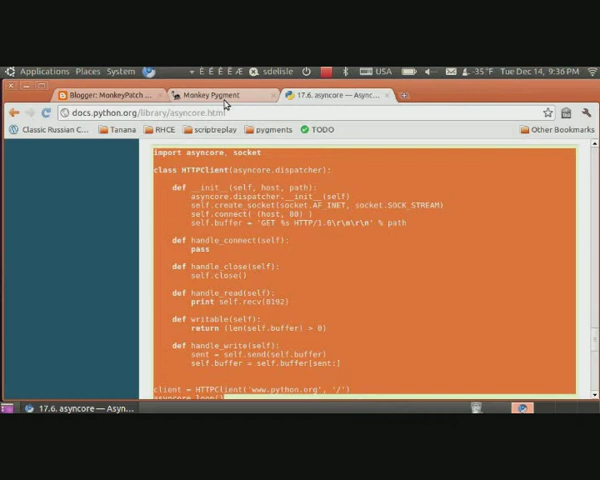 Applications Places System sdelisle USA -35°F Tue Dec 14, 9:36 PM
Blogger: MonkeyPatch ... Monkey Pygment 17.6. asyncore — Async...
docs.python.org/library/asyncore.html
Classic Russian C... Tanana RHCE scriptreplay pygments TODO Other Bookmarks
import asyncore, socket
class HTTPClient(asyncore.dispatcher):
def __init__(self, host, path):
asyncore.dispatcher.__init__(self)
self.create_socket(socket.AF_INET, socket.SOCK_STREAM)
self.connect( (host, 80) )
self.buffer = 'GET %s HTTP/1.0\r\n\r\n' % path
def handle_connect(self):
pass
def handle_close(self):
self.close()
def handle_read(self):
print self.recv(8192)
def writable(self):
return (len(self.buffer) > 0)
def handle_write(self):
sent = self.send(self.buffer)
self.buffer = self.buffer[sent:]
client = HTTPClient('www.python.org', '/')
asyncore.loop()
17.6. asyncore — Asyn...